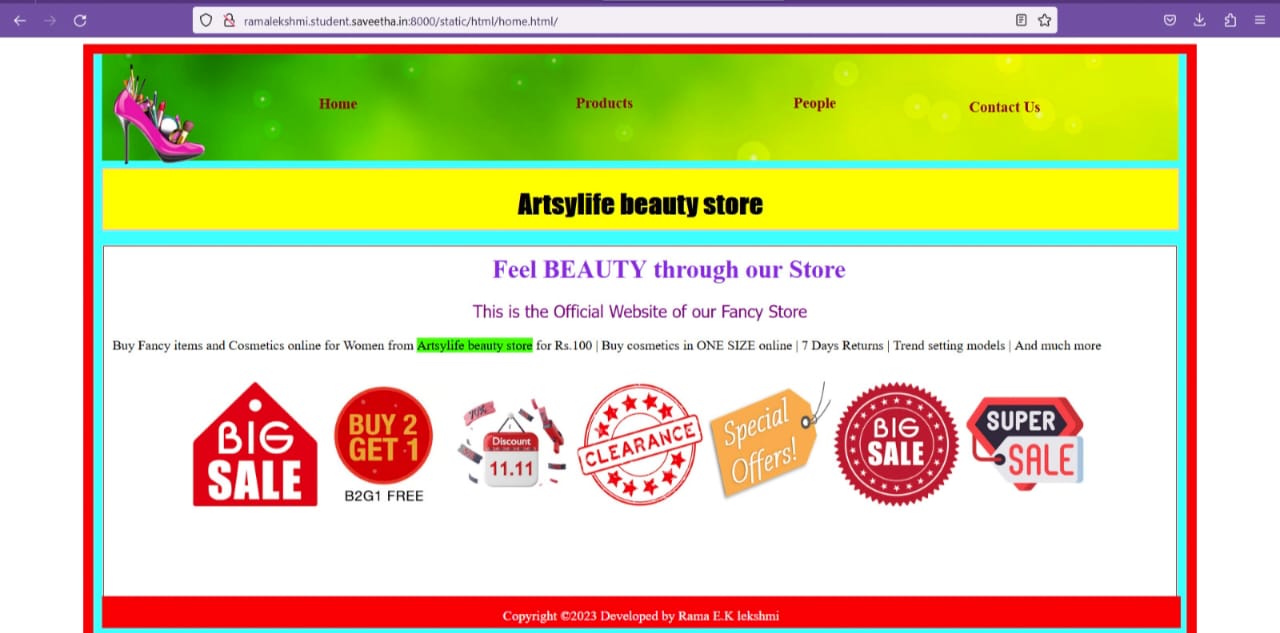 ramalekshmi.student.saveetha.in:8000/static/html/home.html/
Home Products People Contact Us
Artsylife beauty store
Feel BEAUTY through our Store
This is the Official Website of our Fancy Store
Buy Fancy items and Cosmetics online for Women from Artsylife beauty store for Rs.100 | Buy cosmetics in ONE SIZE online | 7 Days Returns | Trend setting models | And much more
BIG
SALE
BUY 2
GET 1
B2G1 FREE
Discount
11.11
CLEARANCE
Special
Offers!
BIG
SALE
SUPER
SALE
Copyright ©2023 Developed by Rama E.K lekshmi